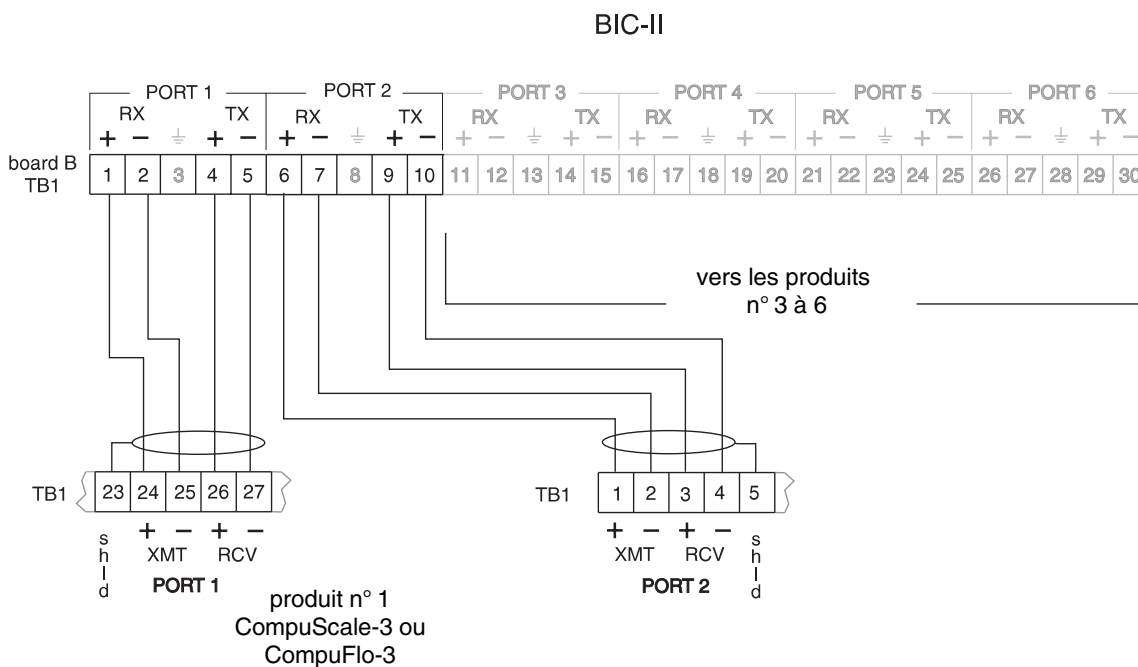 BIC-II
PORT 1 PORT 2 PORT 3 PORT 4 PORT 5 PORT 6
RX TX RX TX RX TX RX TX RX TX RX TX
+ − + − + − + − + − + − + − + − + − + − + − + −
board B
TB1
1 2 3 4 5 6 7 8 9 10 11 12 13 14 15 16 17 18 19 20 21 22 23 24 25 26 27 28 29 30
vers les produits
n° 3 à 6
TB1 23 24 25 26 27
+ − + −
XMT RCV
shld
PORT 1
TB1 1 2 3 4 5
+ − + −
XMT RCV
shld
PORT 2
produit n° 1
CompuScale-3 ou
CompuFlo-3